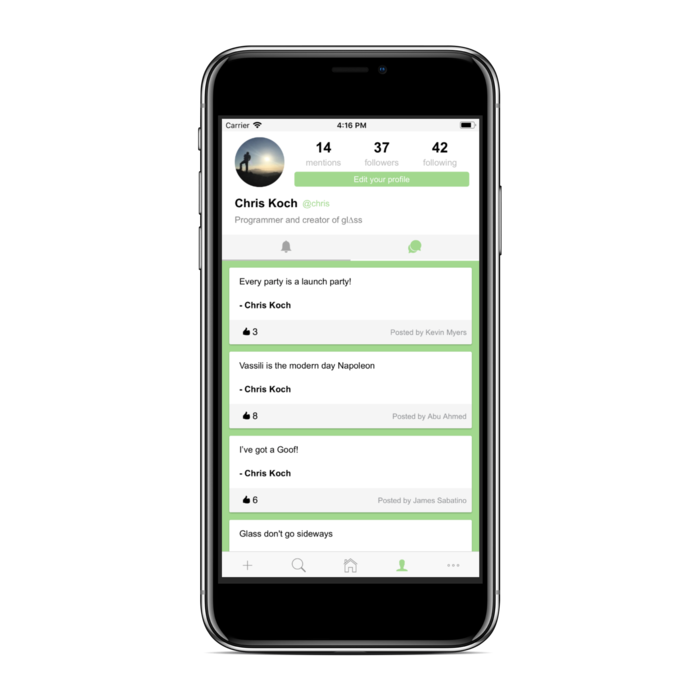 Carrier 4:16 PM
14 37 42
mentions followers following
Edit your profile
Chris Koch @chris
Programmer and creator of gl∆ss
Every party is a launch party!
- Chris Koch
3 Posted by Kevin Myers
Vassili is the modern day Napoleon
- Chris Koch
8 Posted by Abu Ahmed
I've got a Goof!
- Chris Koch
6 Posted by James Sabatino
Glass don't go sideways